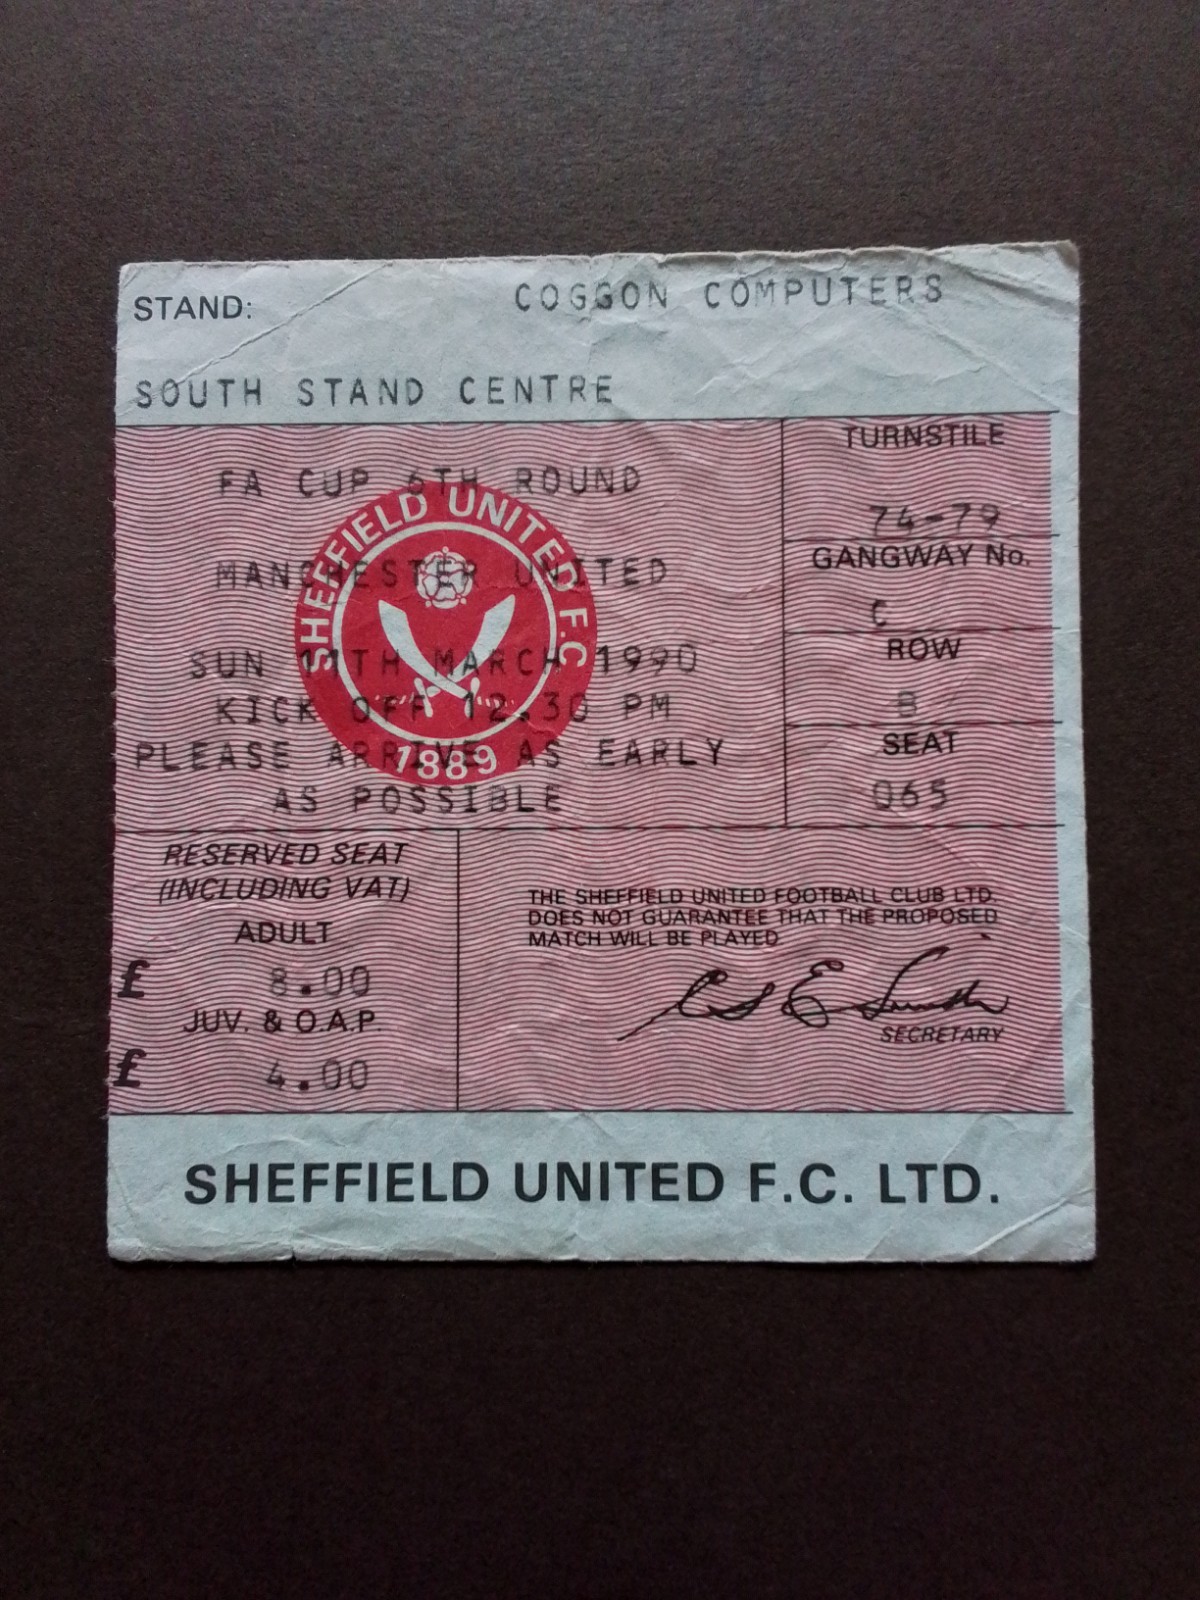 COGGON COMPUTERS
STAND:
SOUTH STAND CENTRE
FA CUP 6TH ROUND
MANCHESTER UNITED
SUN 11TH MARCH 1990
KICK OFF 12.30 PM
PLEASE ARRIVE AS EARLY
AS POSSIBLE
SHEFFIELD UNITED F.C
1889
TURNSTILE
74-79
GANGWAY No.
C
ROW
B
SEAT
065
RESERVED SEAT
(INCLUDING VAT)
ADULT
£ 8.00
JUV. & O.A.P.
£ 4.00
THE SHEFFIELD UNITED FOOTBALL CLUB LTD.
DOES NOT GUARANTEE THAT THE PROPOSED
MATCH WILL BE PLAYED
SECRETARY
SHEFFIELD UNITED F.C. LTD.